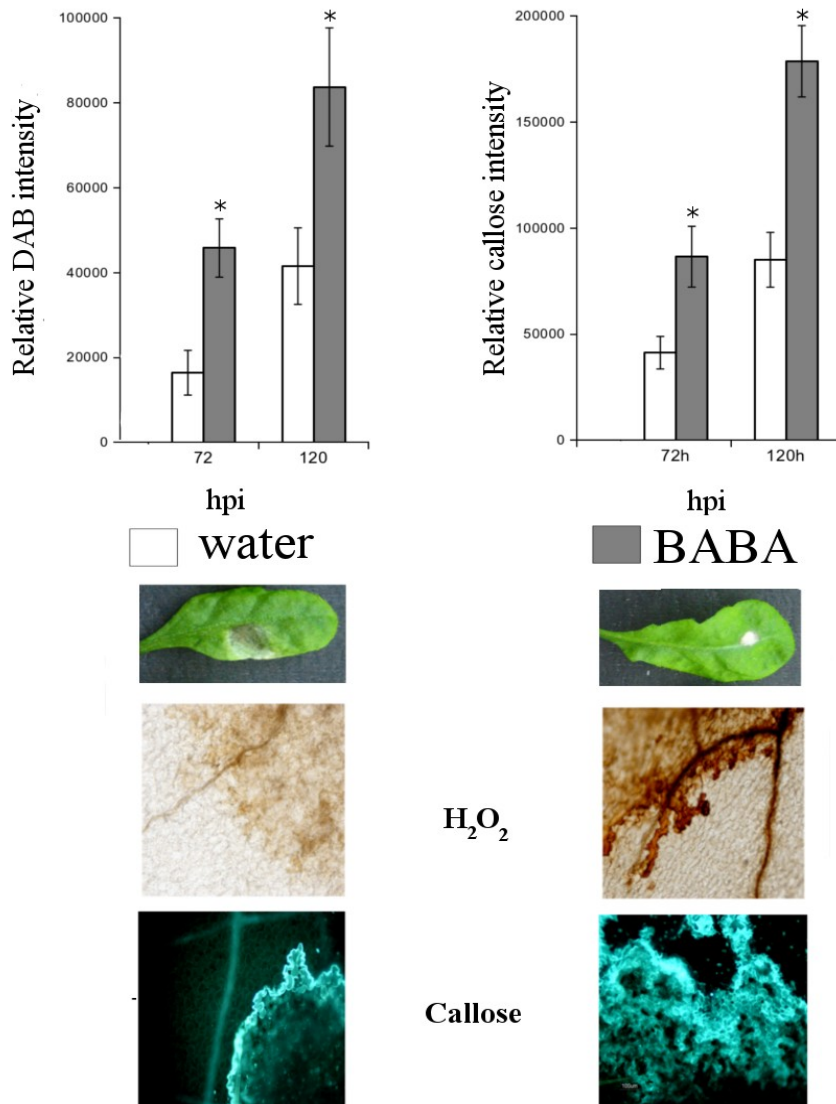 Relative DAB intensity
100000
80000
60000
40000
20000
0
*
*
72
120
hpi
Relative callose intensity
200000
150000
100000
50000
0
*
*
72h
120h
hpi
water
BABA
H₂O₂
Callose